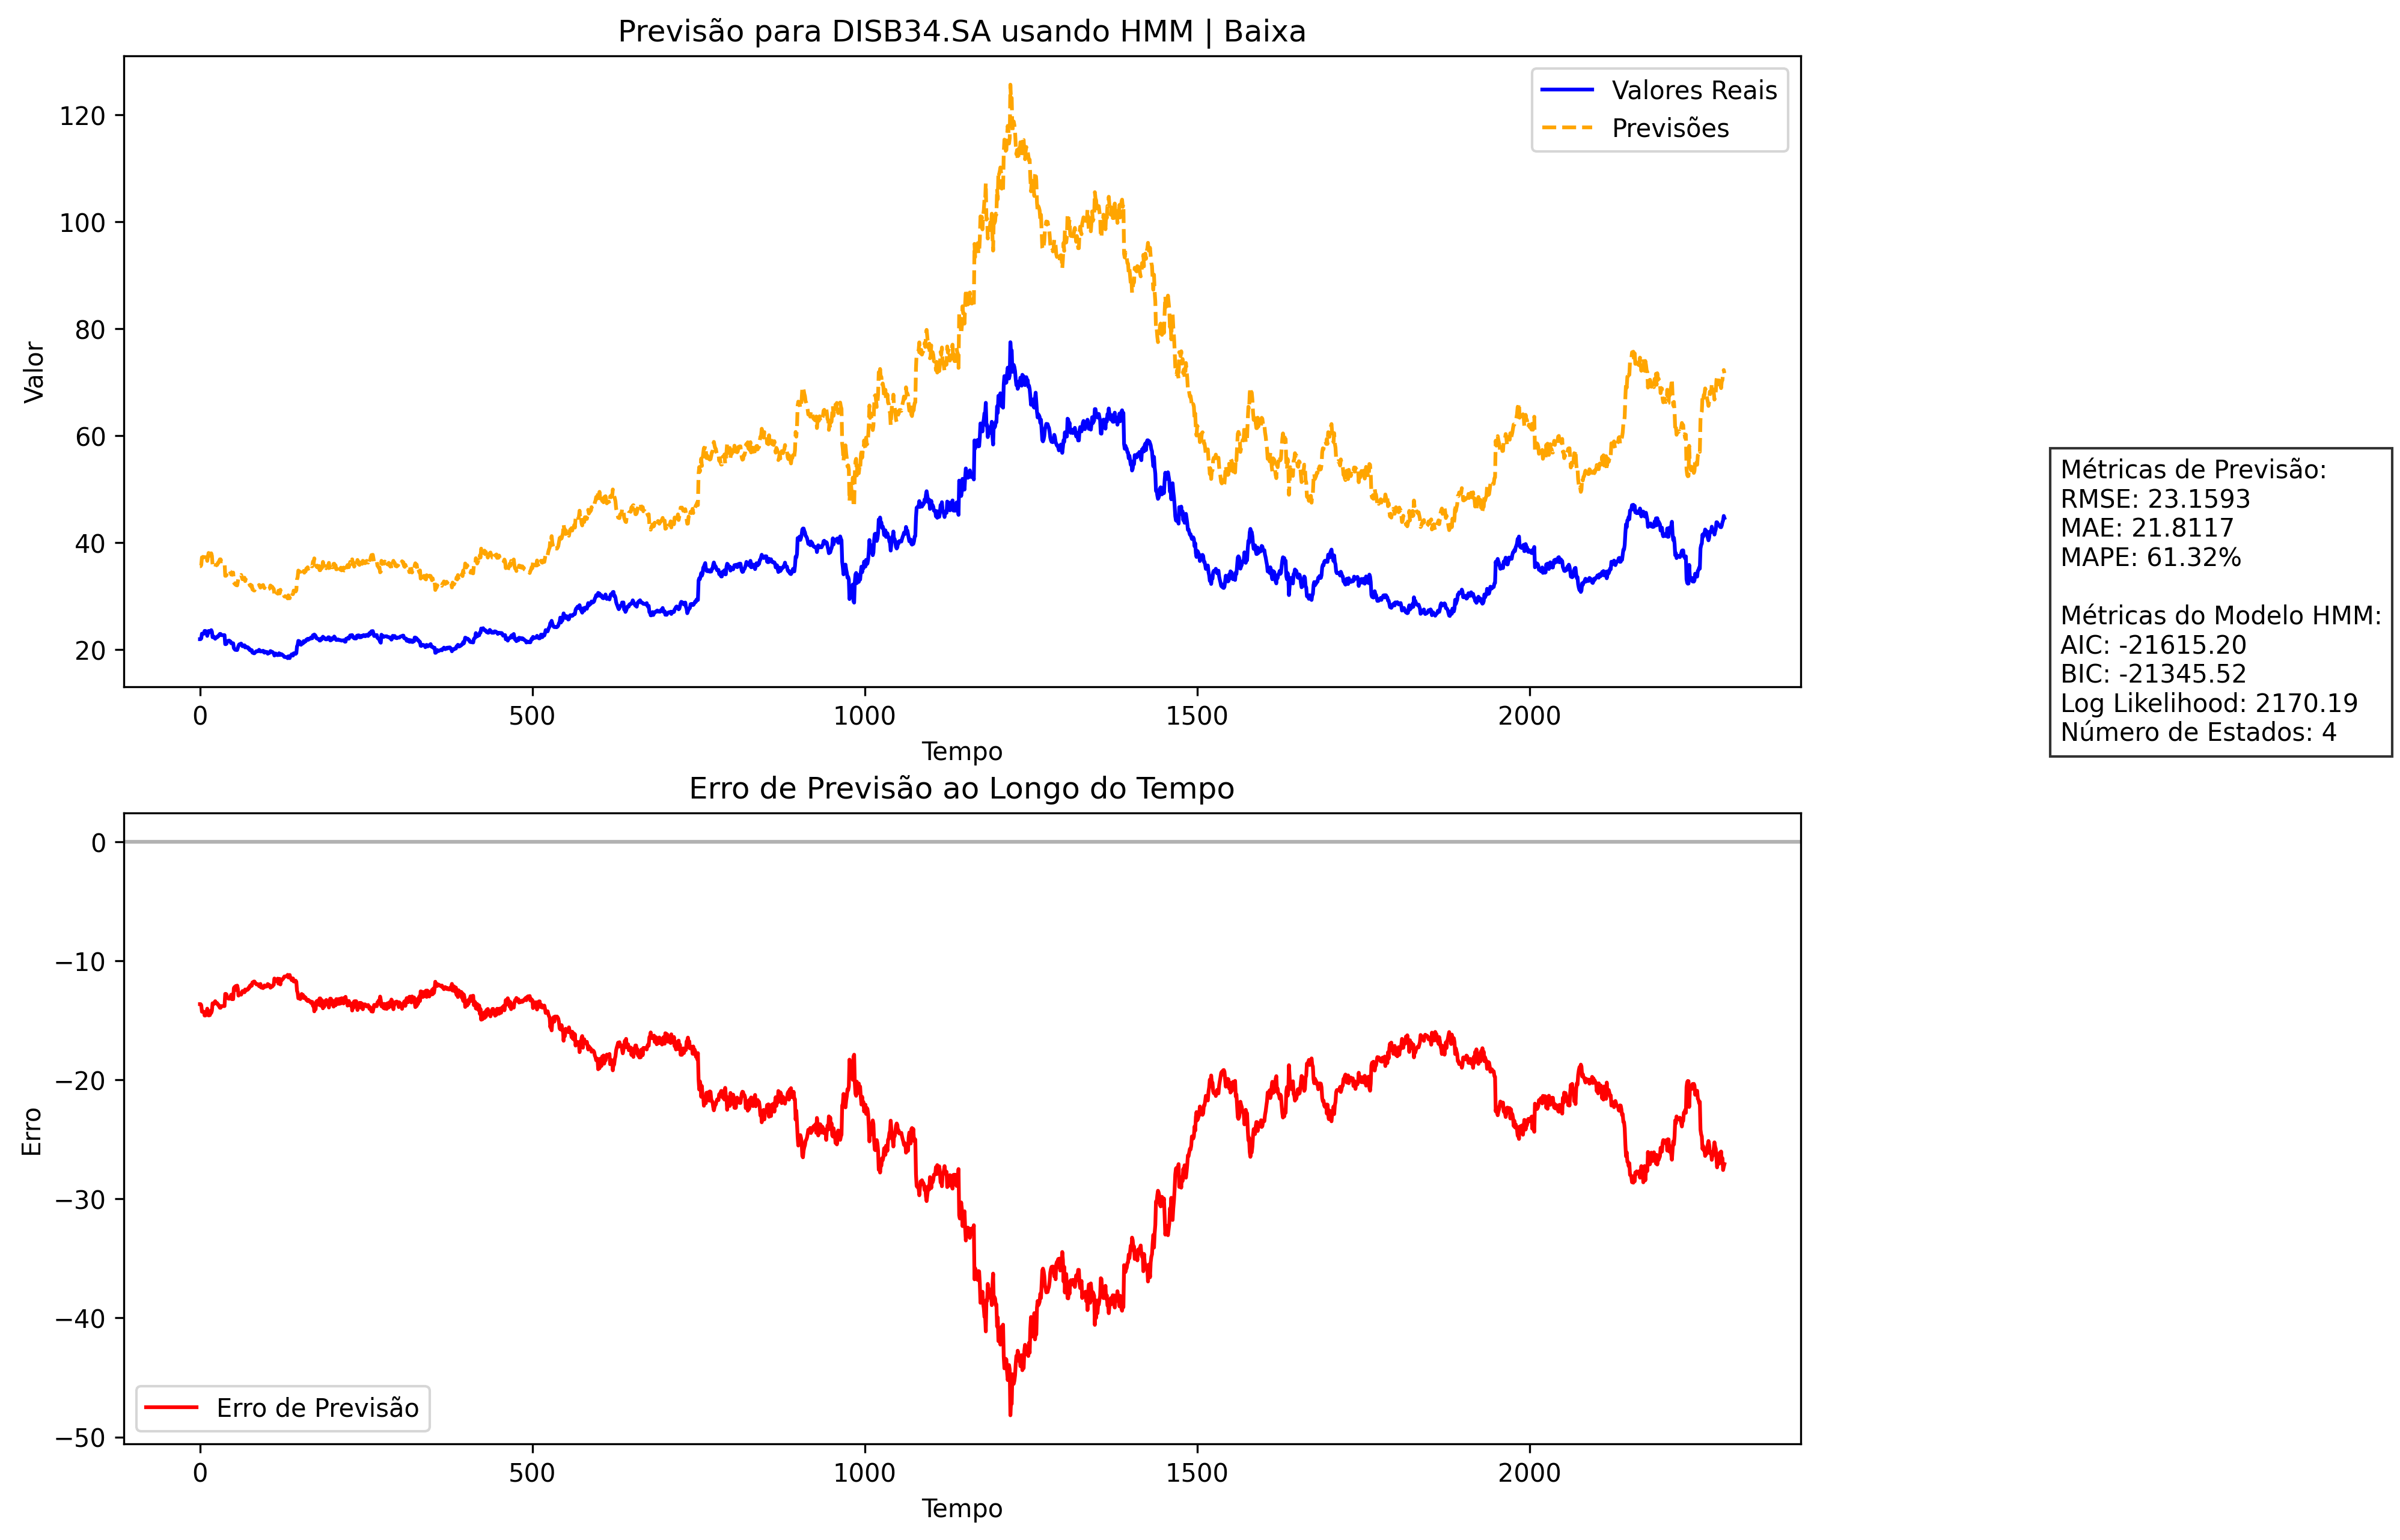 Previsão para DISB34.SA usando HMM | Baixa
Valores Reais
Previsões
Valor
120
100
80
60
40
20
0
500
1000
1500
2000
Tempo
Métricas de Previsão:
RMSE: 23.1593
MAE: 21.8117
MAPE: 61.32%
Métricas do Modelo HMM:
AIC: -21615.20
BIC: -21345.52
Log Likelihood: 2170.19
Número de Estados: 4
Erro de Previsão ao Longo do Tempo
Erro
0
−10
−20
−30
−40
−50
Erro de Previsão
0
500
1000
1500
2000
Tempo